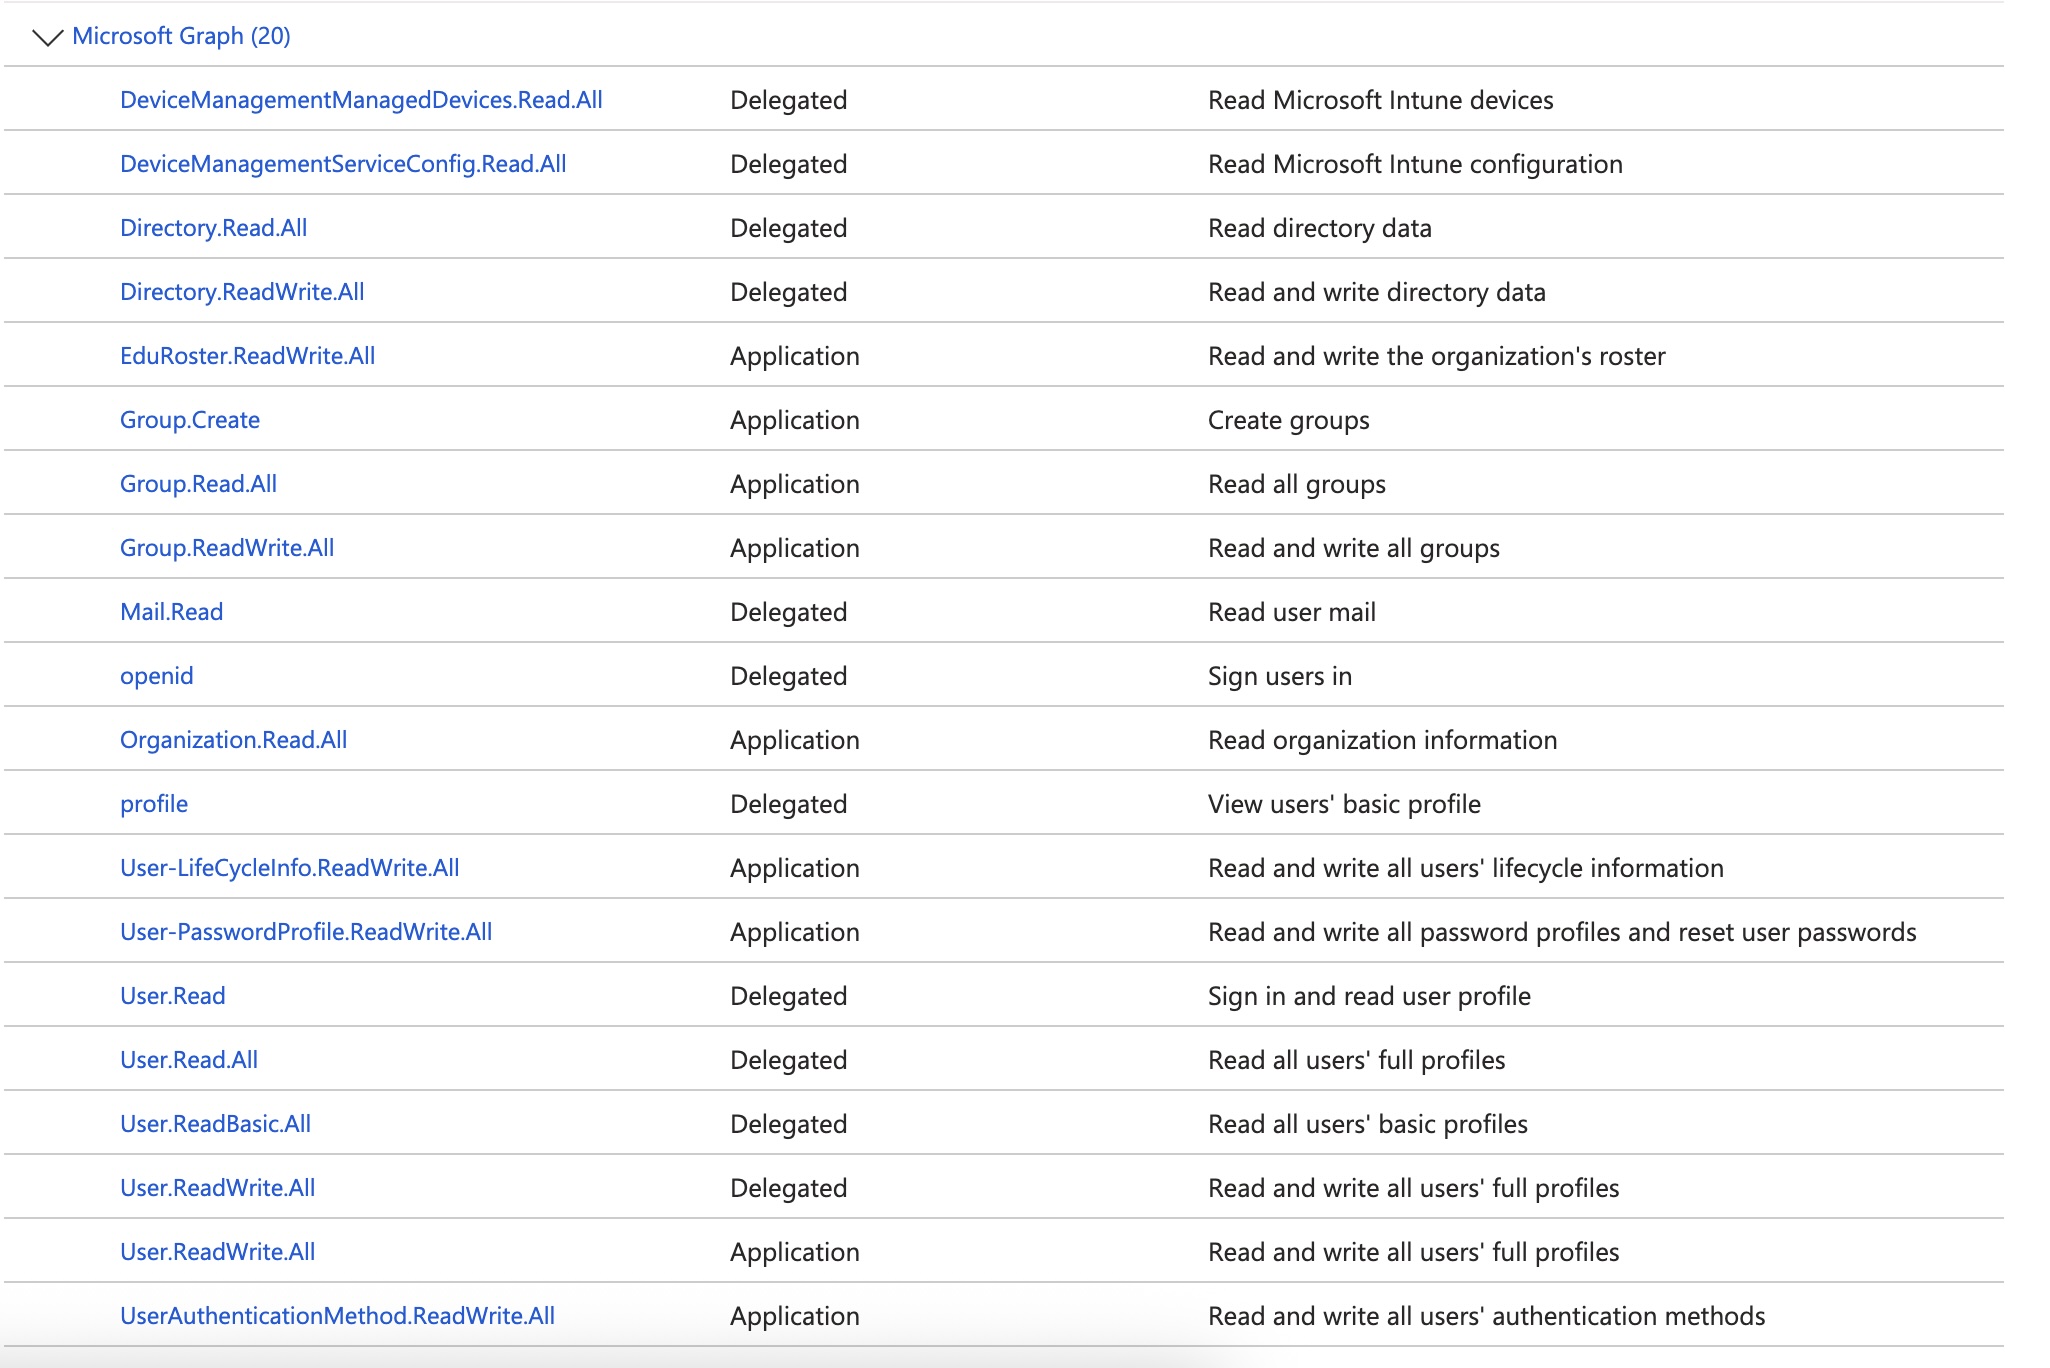 Microsoft Graph (20)
DeviceManagementManagedDevices.Read.All Delegated Read Microsoft Intune devices
DeviceManagementServiceConfig.Read.All Delegated Read Microsoft Intune configuration
Directory.Read.All Delegated Read directory data
Directory.ReadWrite.All Delegated Read and write directory data
EduRoster.ReadWrite.All Application Read and write the organization's roster
Group.Create Application Create groups
Group.Read.All Application Read all groups
Group.ReadWrite.All Application Read and write all groups
Mail.Read Delegated Read user mail
openid Delegated Sign users in
Organization.Read.All Application Read organization information
profile Delegated View users' basic profile
User-LifeCycleInfo.ReadWrite.All Application Read and write all users' lifecycle information
User-PasswordProfile.ReadWrite.All Application Read and write all password profiles and reset user passwords
User.Read Delegated Sign in and read user profile
User.Read.All Delegated Read all users' full profiles
User.ReadBasic.All Delegated Read all users' basic profiles
User.ReadWrite.All Delegated Read and write all users' full profiles
User.ReadWrite.All Application Read and write all users' full profiles
UserAuthenticationMethod.ReadWrite.All Application Read and write all users' authentication methods